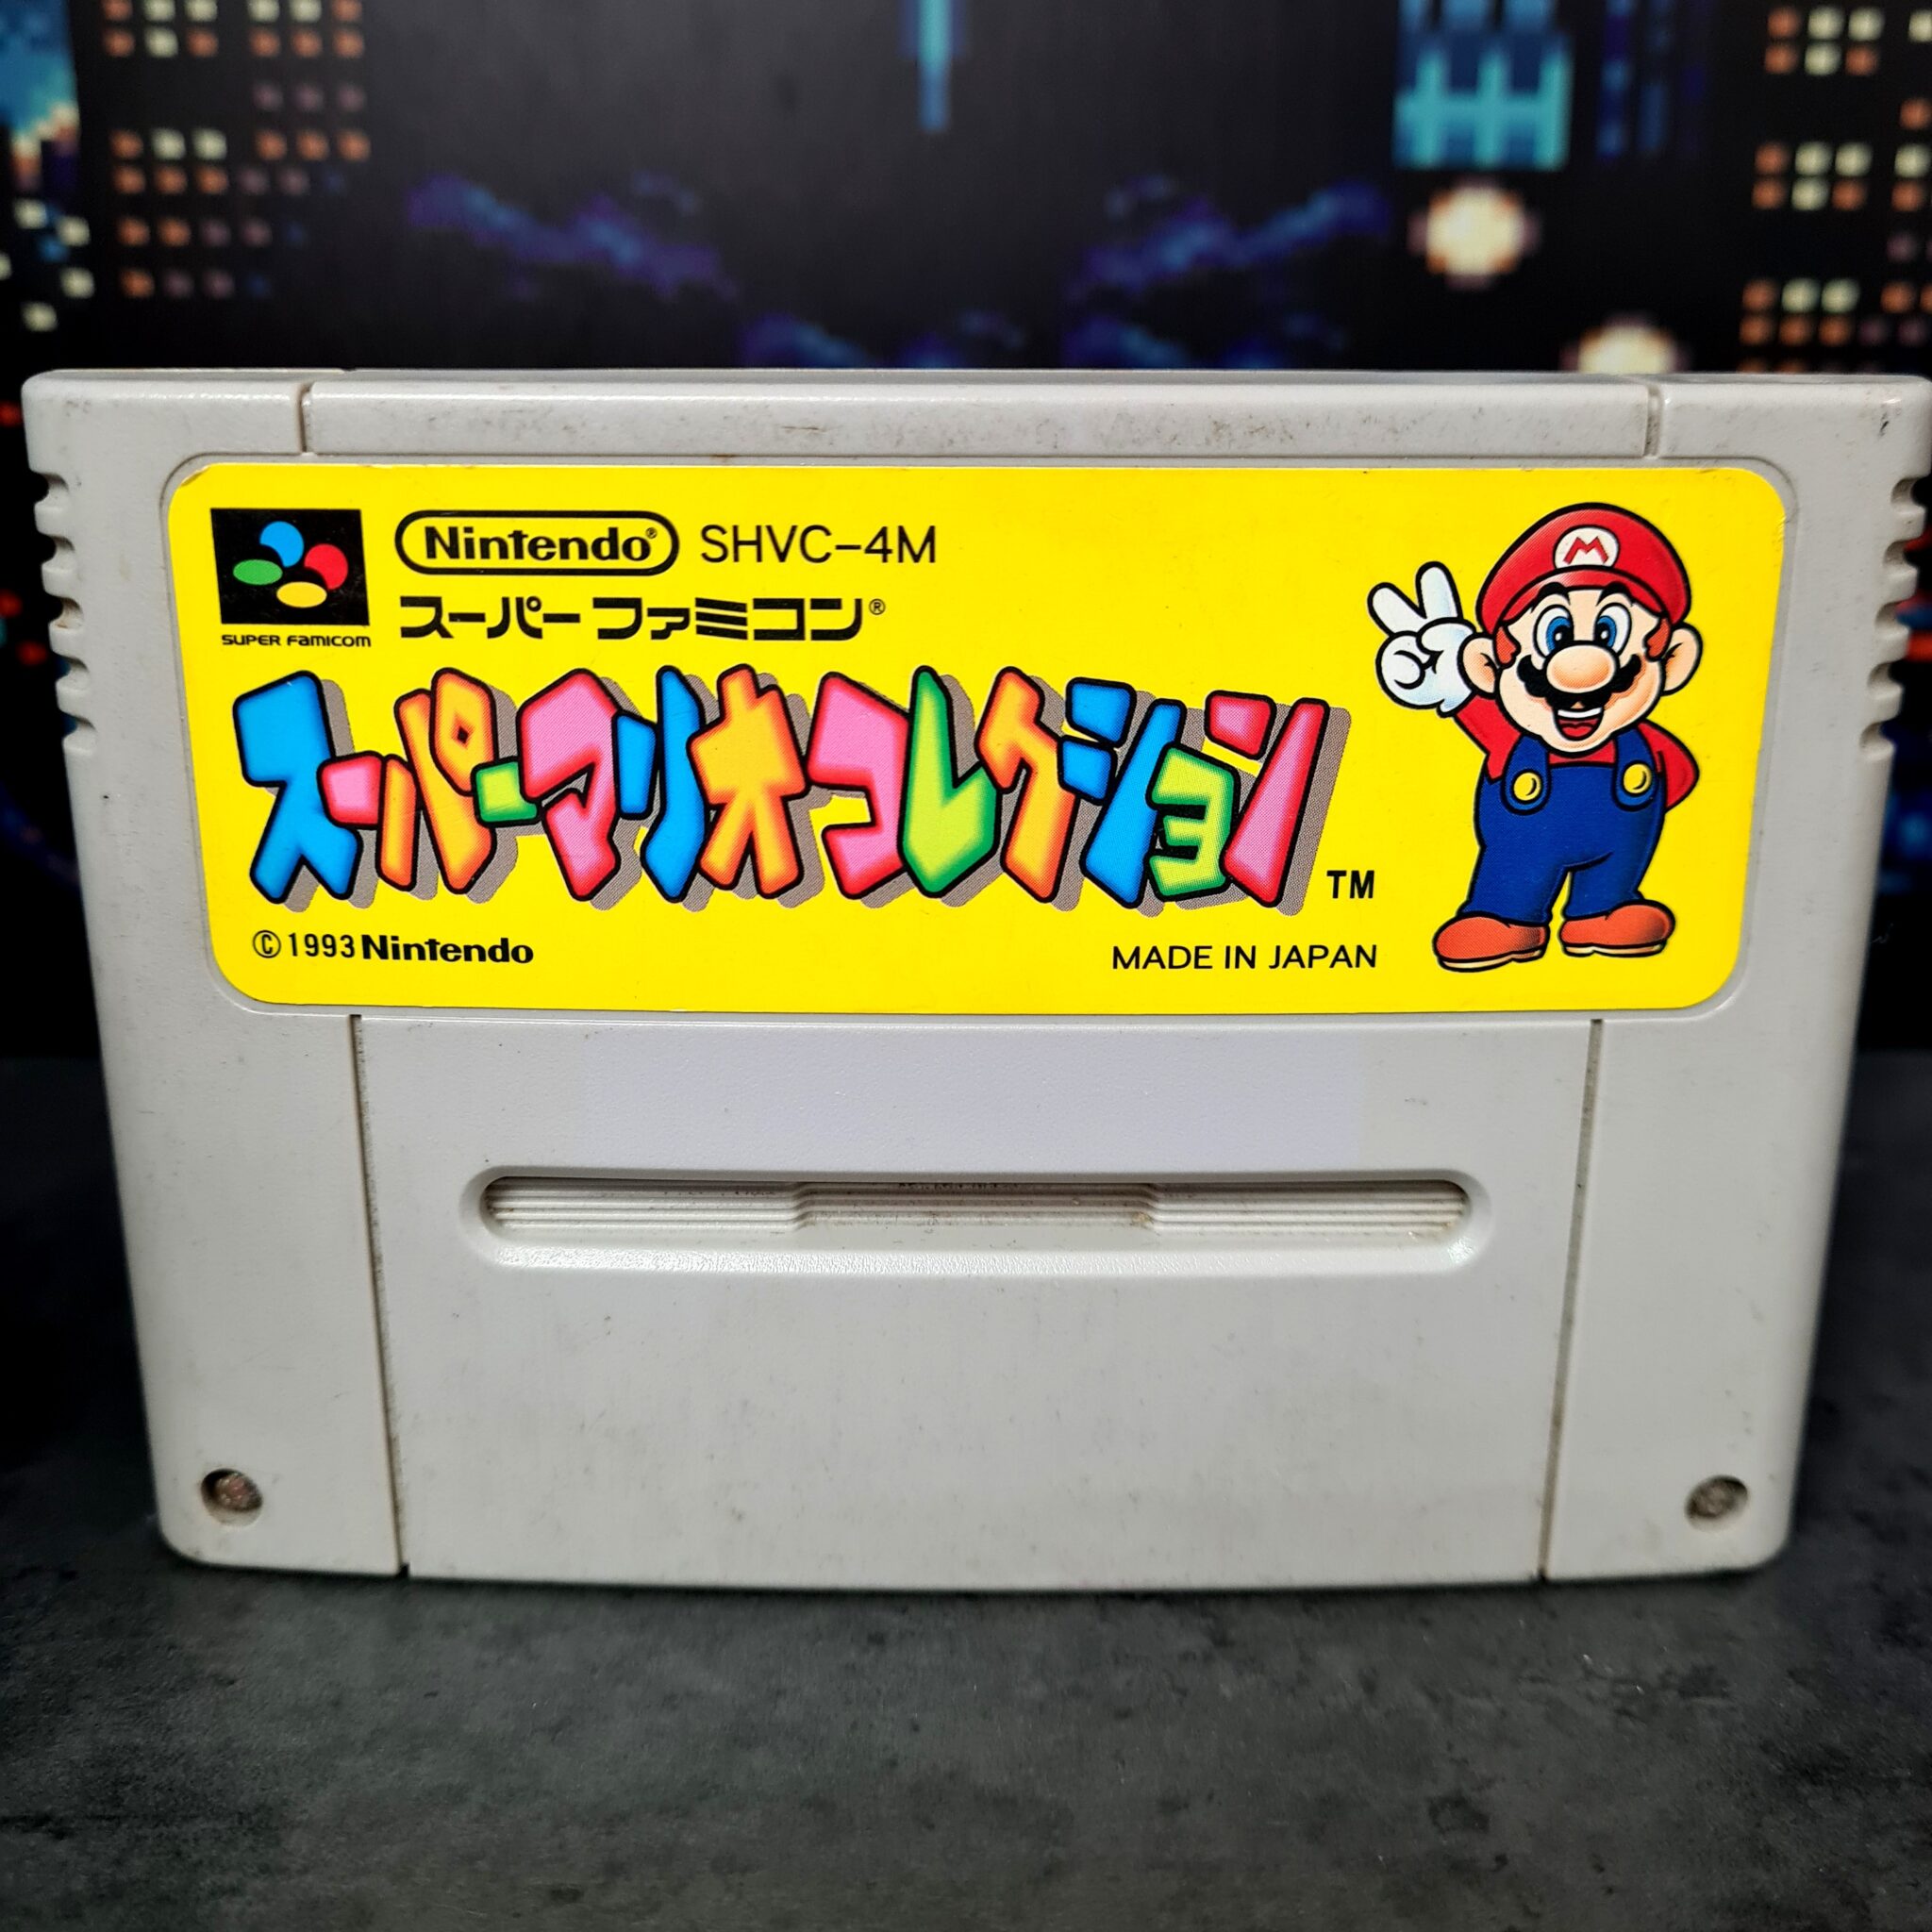 Nintendo® SHVC-4M
SUPER FAMICOM
スーパーファミコン®
スーパーマリオコレクション
TM
©1993 Nintendo
MADE IN JAPAN
M